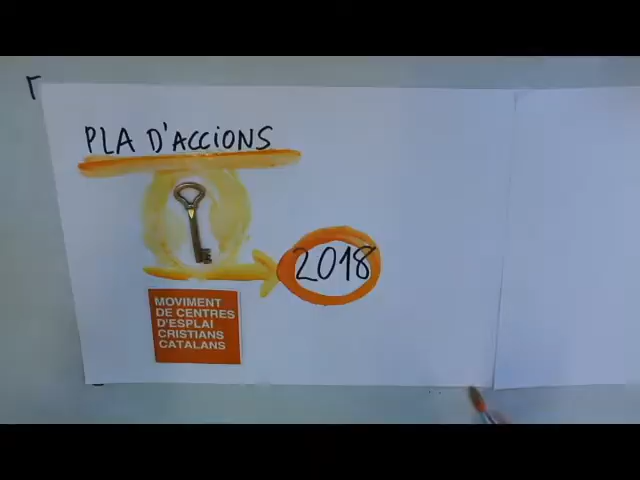 PLA D'ACCIONS
2018
MOVIMENT
DE CENTRES
D'ESPLAI
CRISTIANS
CATALANS